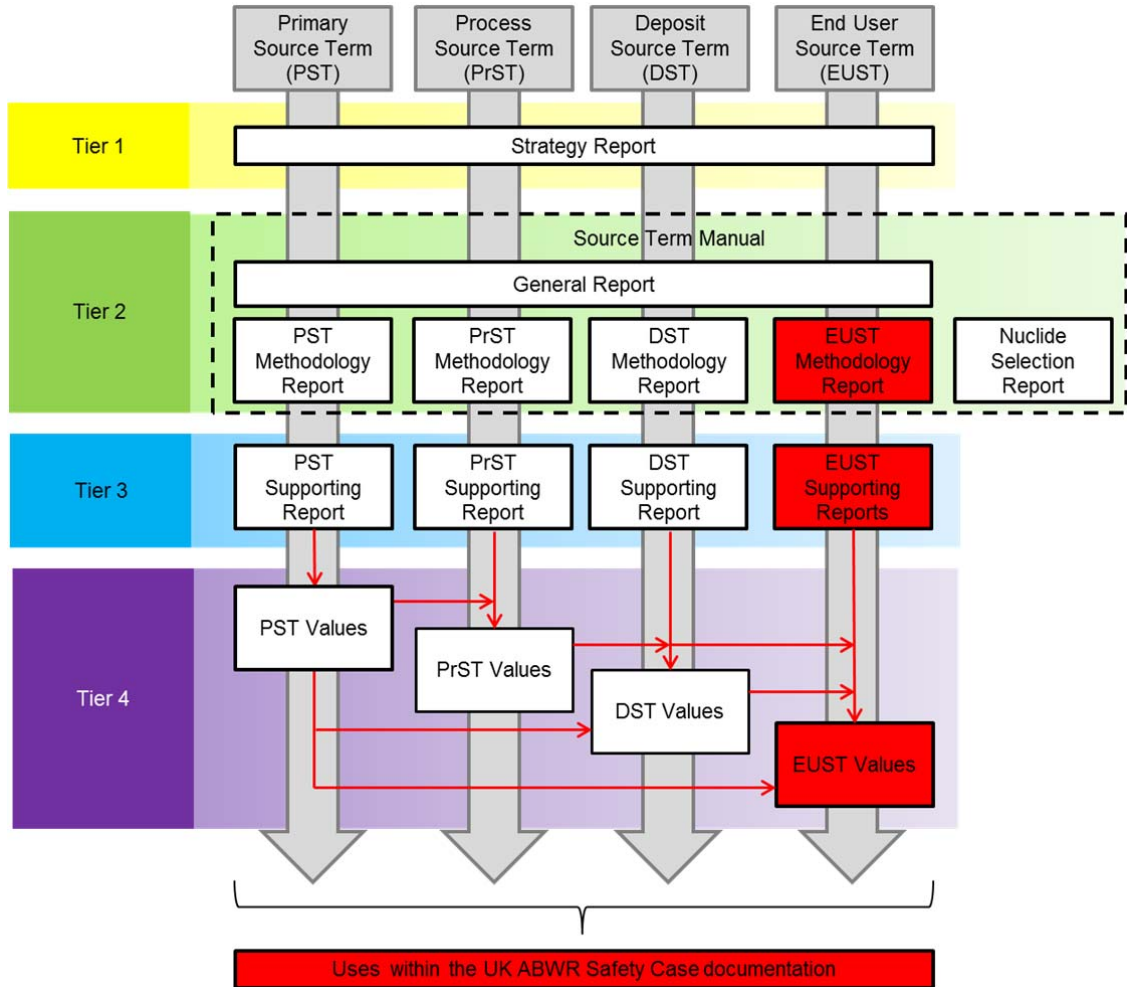 Primary
Source Term
(PST)
Process
Source Term
(PrST)
Deposit
Source Term
(DST)
End User
Source Term
(EUST)
Tier 1
Strategy Report
Tier 2
Source Term Manual
General Report
PST
Methodology
Report
PrST
Methodology
Report
DST
Methodology
Report
EUST
Methodology
Report
Nuclide
Selection
Report
Tier 3
PST
Supporting
Report
PrST
Supporting
Report
DST
Supporting
Report
EUST
Supporting
Reports
Tier 4
PST Values
PrST Values
DST Values
EUST Values
Uses within the UK ABWR Safety Case documentation